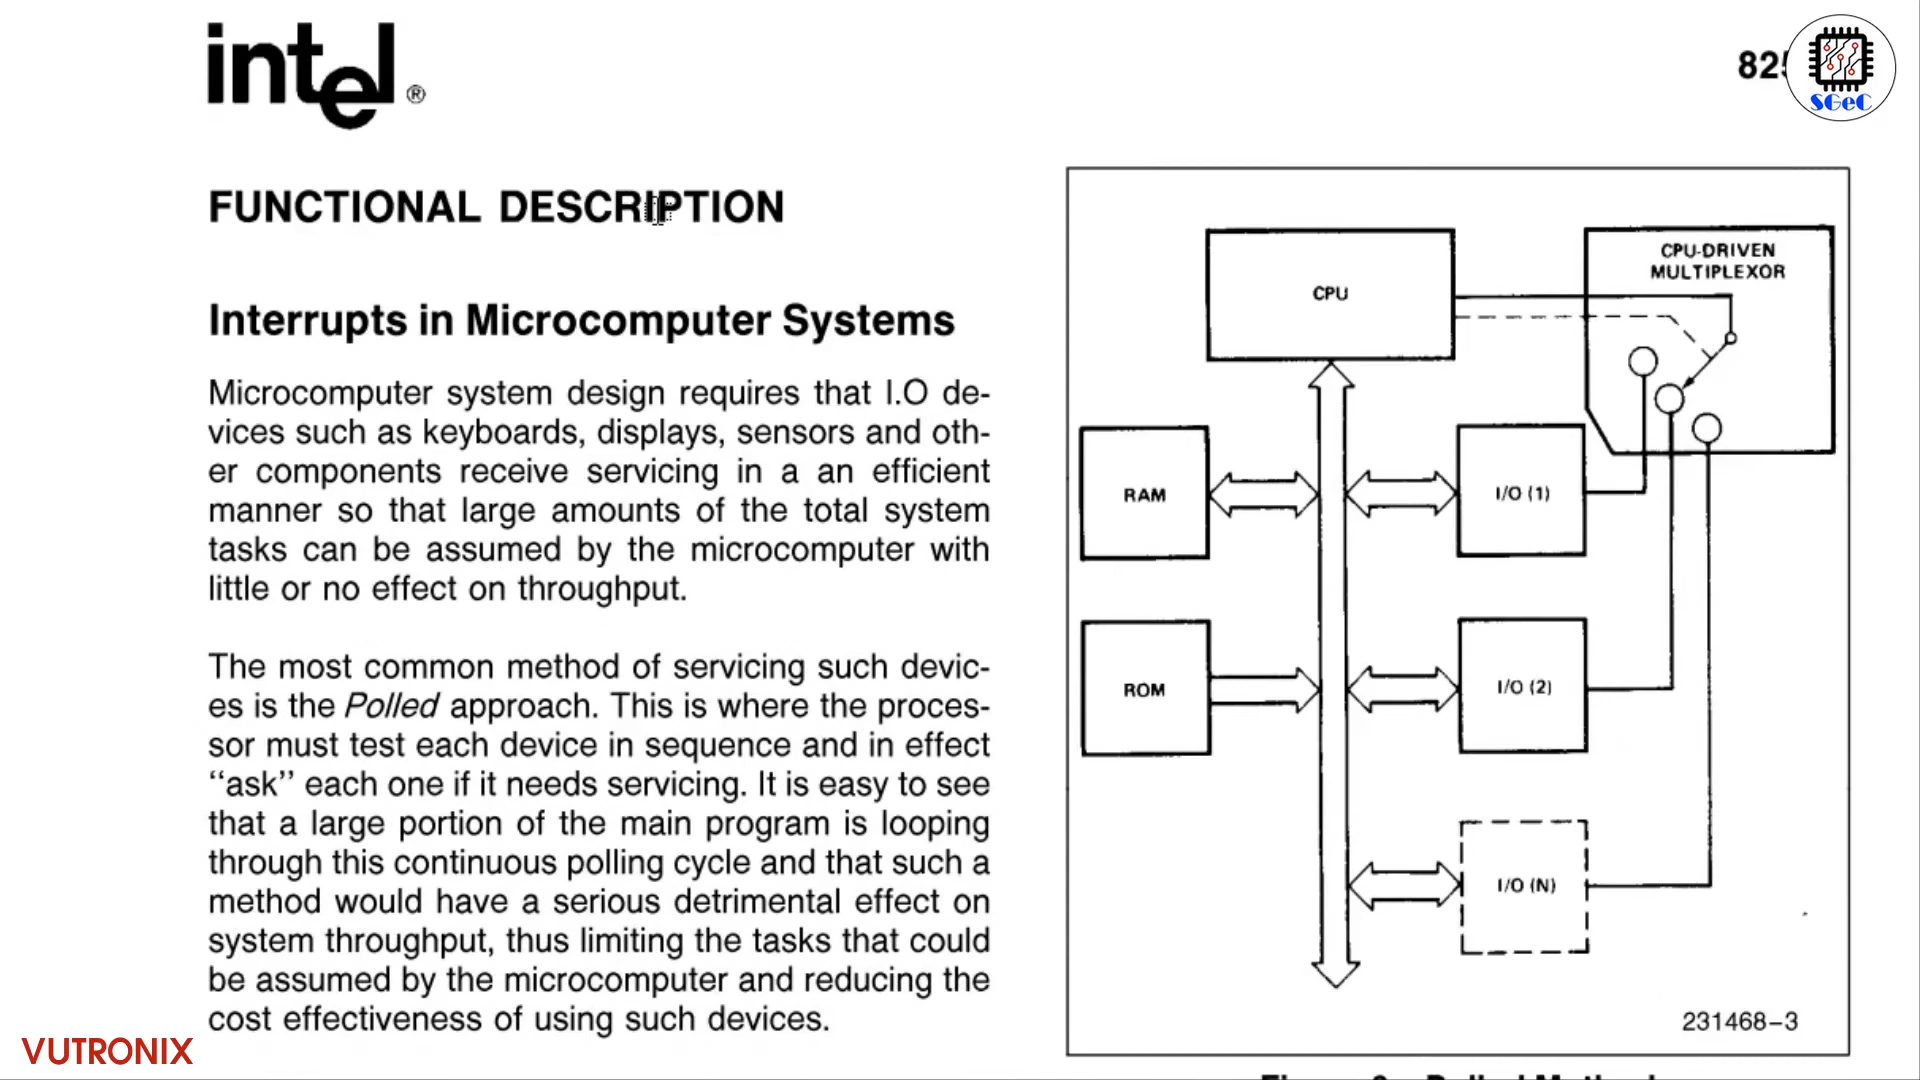 intel®
825
SGeC
FUNCTIONAL DESCRIPTION
Interrupts in Microcomputer Systems
Microcomputer system design requires that I.O de-
vices such as keyboards, displays, sensors and oth-
er components receive servicing in a an efficient
manner so that large amounts of the total system
tasks can be assumed by the microcomputer with
little or no effect on throughput.
The most common method of servicing such devic-
es is the Polled approach. This is where the proces-
sor must test each device in sequence and in effect
‘‘ask’’ each one if it needs servicing. It is easy to see
that a large portion of the main program is looping
through this continuous polling cycle and that such a
method would have a serious detrimental effect on
system throughput, thus limiting the tasks that could
be assumed by the microcomputer and reducing the
cost effectiveness of using such devices.
CPU-DRIVEN
MULTIPLEXOR
CPU
RAM
I/O (1)
ROM
I/O (2)
I/O (N)
231468–3
VUTRONIX